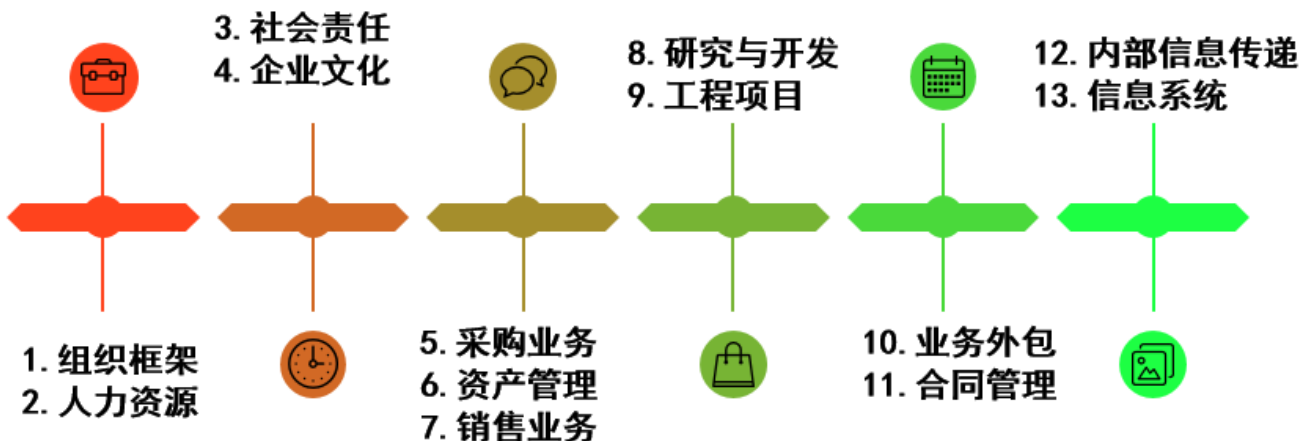 1. 组织框架
2. 人力资源
3. 社会责任
4. 企业文化
5. 采购业务
6. 资产管理
7. 销售业务
8. 研究与开发
9. 工程项目
10. 业务外包
11. 合同管理
12. 内部信息传递
13. 信息系统